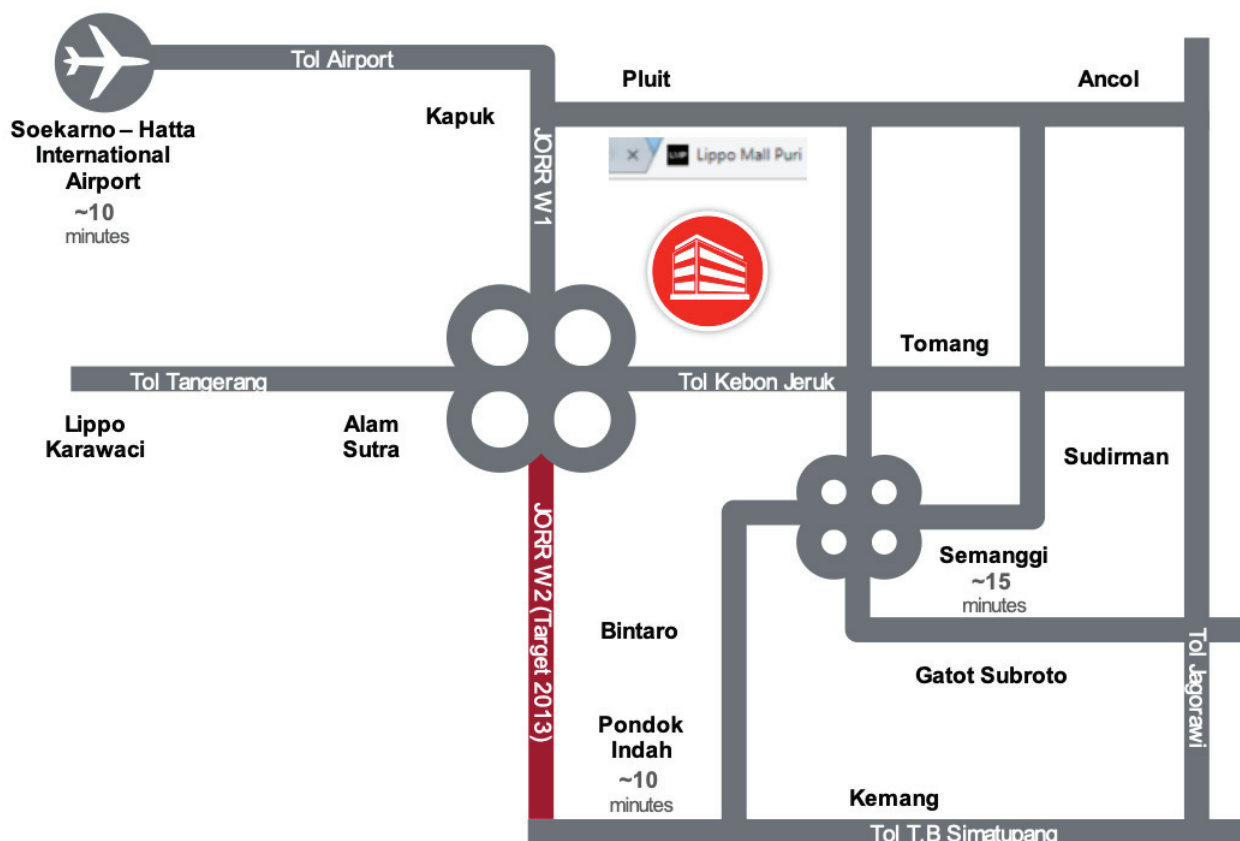 Tol Airport
Pluit
Ancol
Kapuk
Soekarno – Hatta
International
Airport
~10
minutes
JORR W1
Lippo Mall Puri
Tomang
Tol Tangerang
Tol Kebon Jeruk
Lippo
Karawaci
Alam
Sutra
Sudirman
JORR W2 (Target 2013)
Semanggi
~15
minutes
Bintaro
Gatot Subroto
Tol Jagorawi
Pondok
Indah
~10
minutes
Kemang
Tol T.B Simatupang